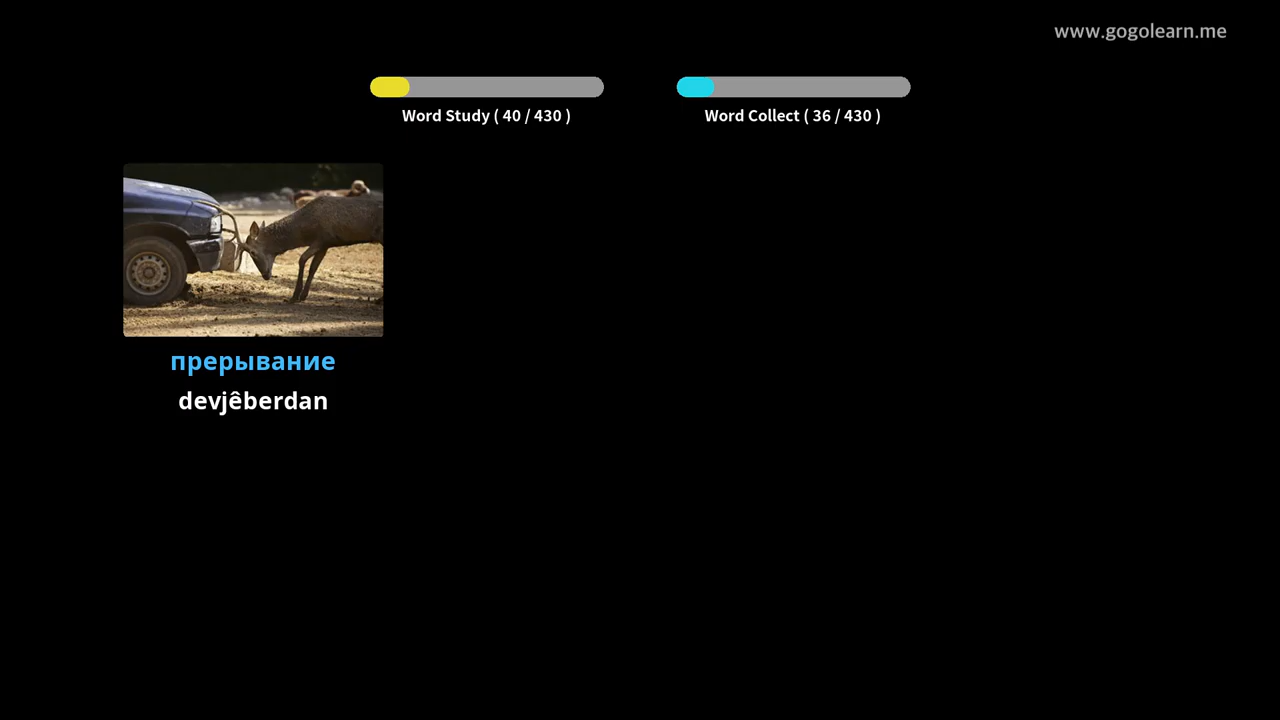 www.gogolearn.me
Word Study ( 40 / 430 )
Word Collect ( 36 / 430 )
прерывание
devjêberdan